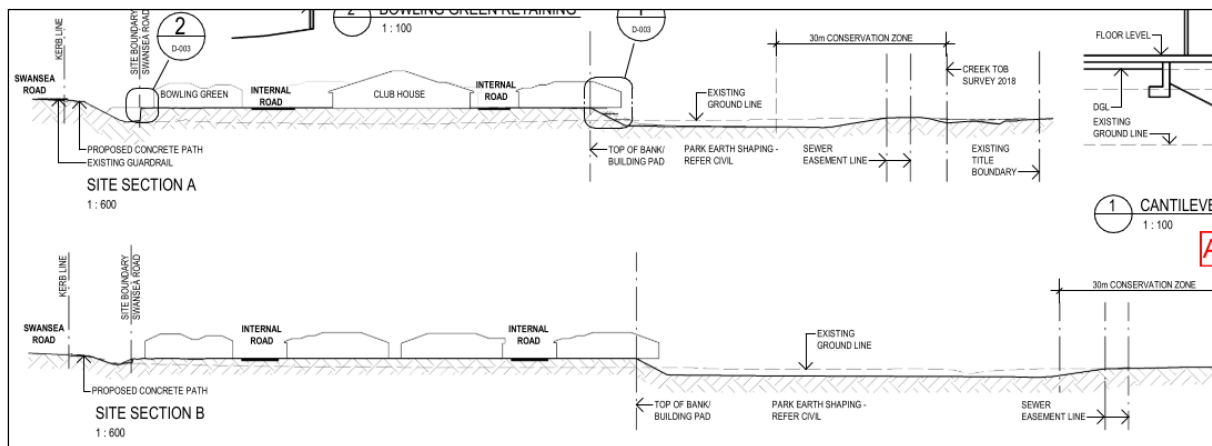 2
D-003
BOWLING GREEN RETAINING
1 : 100
D-003
KERB LINE
SITE BOUNDARY
SWANSEA ROAD
30m CONSERVATION ZONE
FLOOR LEVEL
SWANSEA
ROAD
BOWLING GREEN
INTERNAL
ROAD
CLUB HOUSE
INTERNAL
ROAD
EXISTING
GROUND LINE
CREEK TOB
SURVEY 2018
DGL
EXISTING
GROUND LINE
PROPOSED CONCRETE PATH
EXISTING GUARDRAIL
TOP OF BANK/
BUILDING PAD
PARK EARTH SHAPING -
REFER CIVIL
SEWER
EASEMENT LINE
EXISTING
TITLE
BOUNDARY
SITE SECTION A
1 : 600
1
CANTILEVE
1 : 100
A
KERB LINE
SITE BOUNDARY
SWANSEA ROAD
30m CONSERVATION ZONE
SWANSEA
ROAD
INTERNAL
ROAD
INTERNAL
ROAD
EXISTING
GROUND LINE
PROPOSED CONCRETE PATH
TOP OF BANK/
BUILDING PAD
PARK EARTH SHAPING -
REFER CIVIL
SEWER
EASEMENT LINE
SITE SECTION B
1 : 600